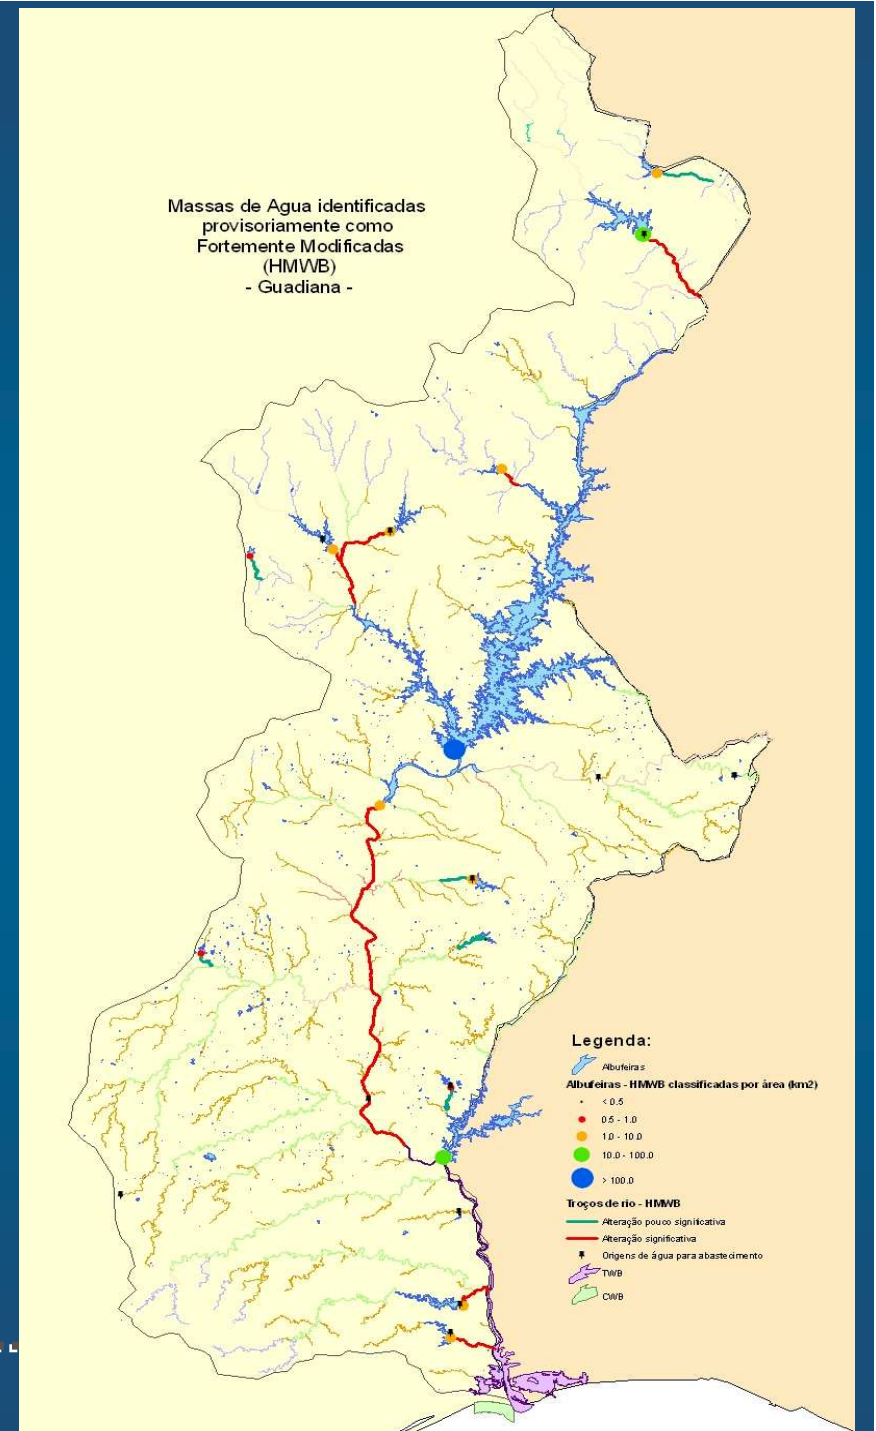 Massas de Agua identificadas
provisoriamente como
Fortemente Modificadas
(HMWB)
- Guadiana -
Legenda:
Albufeiras
Albufeiras - HMWB classificadas por área (km2)
< 0.5
0.5 - 1.0
1.0 - 10.0
10.0 - 100.0
> 100.0
Troços de rio - HMWB
Alteração pouco significativa
Alteração significativa
Origens de água para abastecimento
TWB
CWB